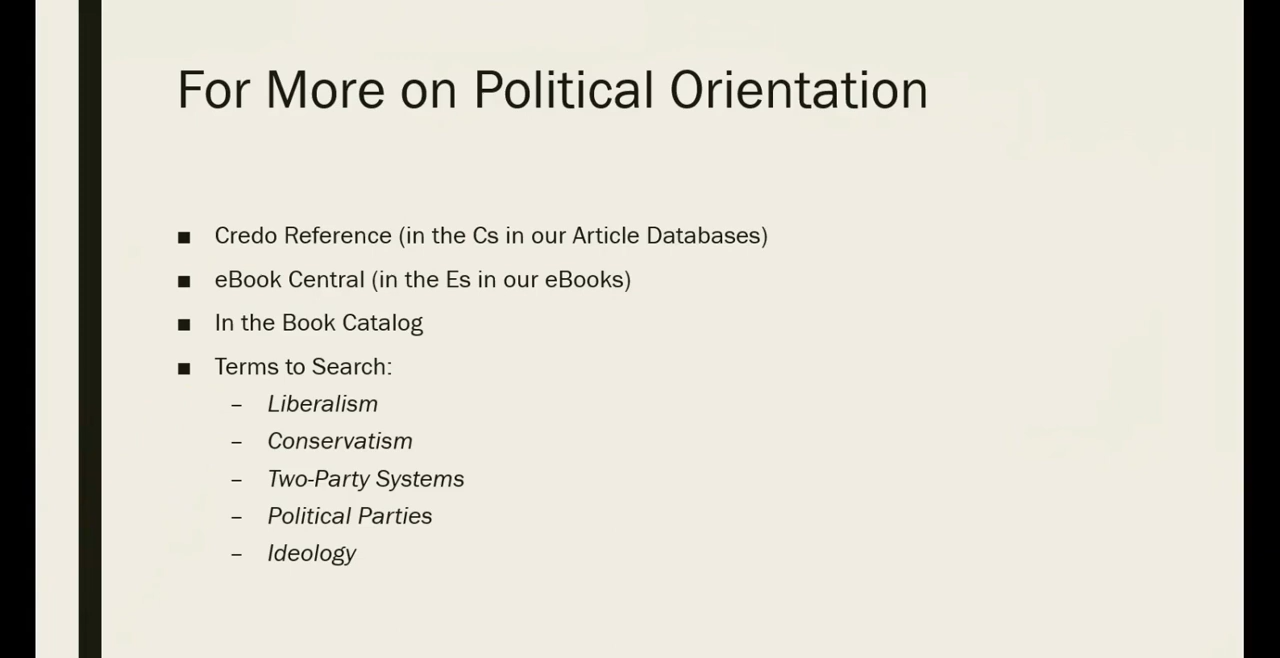 For More on Political Orientation
■ Credo Reference (in the Cs in our Article Databases)
■ eBook Central (in the Es in our eBooks)
■ In the Book Catalog
■ Terms to Search:
– Liberalism
– Conservatism
– Two-Party Systems
– Political Parties
– Ideology